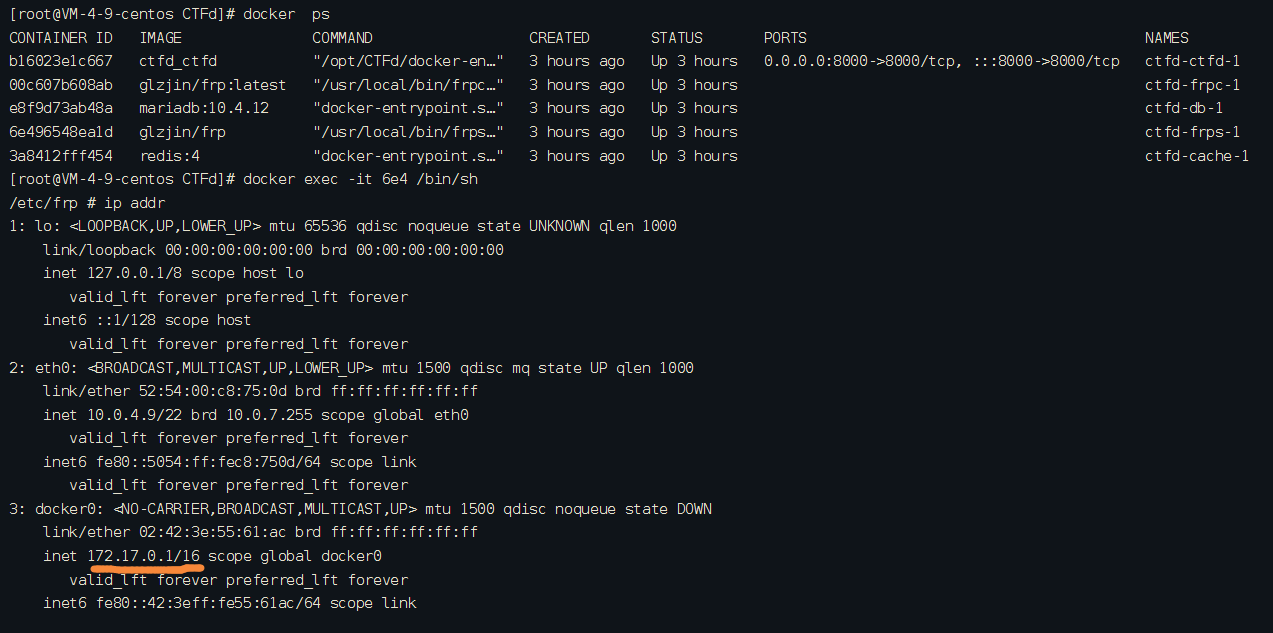 [root@VM-4-9-centos CTFd]# docker  ps
CONTAINER ID   IMAGE               COMMAND                  CREATED       STATUS       PORTS                                       NAMES
b16023e1c667   ctfd_ctfd           "/opt/CTFd/docker-en…"   3 hours ago   Up 3 hours   0.0.0.0:8000->8000/tcp, :::8000->8000/tcp   ctfd-ctfd-1
00c607b608ab   glzjin/frp:latest   "/usr/local/bin/frpc…"   3 hours ago   Up 3 hours                                               ctfd-frpc-1
e8f9d73ab48a   mariadb:10.4.12     "docker-entrypoint.s…"   3 hours ago   Up 3 hours                                               ctfd-db-1
6e496548ea1d   glzjin/frp          "/usr/local/bin/frps…"   3 hours ago   Up 3 hours                                               ctfd-frps-1
3a8412fff454   redis:4             "docker-entrypoint.s…"   3 hours ago   Up 3 hours                                               ctfd-cache-1
[root@VM-4-9-centos CTFd]# docker exec -it 6e4 /bin/sh
/etc/frp # ip addr
1: lo: <LOOPBACK,UP,LOWER_UP> mtu 65536 qdisc noqueue state UNKNOWN qlen 1000
    link/loopback 00:00:00:00:00:00 brd 00:00:00:00:00:00
    inet 127.0.0.1/8 scope host lo
       valid_lft forever preferred_lft forever
    inet6 ::1/128 scope host
       valid_lft forever preferred_lft forever
2: eth0: <BROADCAST,MULTICAST,UP,LOWER_UP> mtu 1500 qdisc mq state UP qlen 1000
    link/ether 52:54:00:c8:75:0d brd ff:ff:ff:ff:ff:ff
    inet 10.0.4.9/22 brd 10.0.7.255 scope global eth0
       valid_lft forever preferred_lft forever
    inet6 fe80::5054:ff:fec8:750d/64 scope link
       valid_lft forever preferred_lft forever
3: docker0: <NO-CARRIER,BROADCAST,MULTICAST,UP> mtu 1500 qdisc noqueue state DOWN
    link/ether 02:42:3e:55:61:ac brd ff:ff:ff:ff:ff:ff
    inet 172.17.0.1/16 scope global docker0
       valid_lft forever preferred_lft forever
    inet6 fe80::42:3eff:fe55:61ac/64 scope link